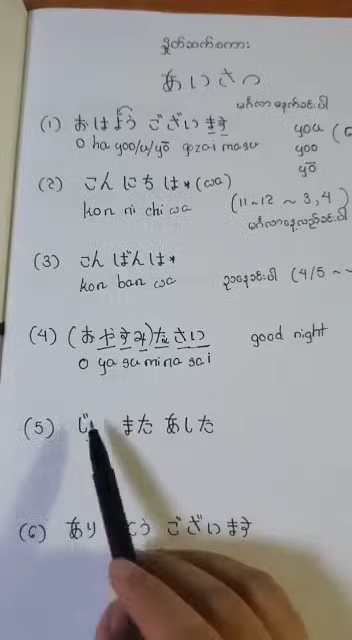 နှုတ်ဆက်စကား
あいさつ
(1) おはよう ございます
မင်္ဂလာမနက်ခင်းပါ
o ha yoo/u/yō gozai masu
you
yoo
yō
(2) こんにちは* (wa)
kon ni chi wa
(11~12 ~ 3,4)
မင်္ဂလာနေ့လည်ခင်းပါ
(3) こんばんは*
kon ban wa
ညနေခင်းပါ (4/5 ~
(4) (おやすみ)なさい good night
o ya su mi na sai
(5) じ また あした
(6) あり とう ございます